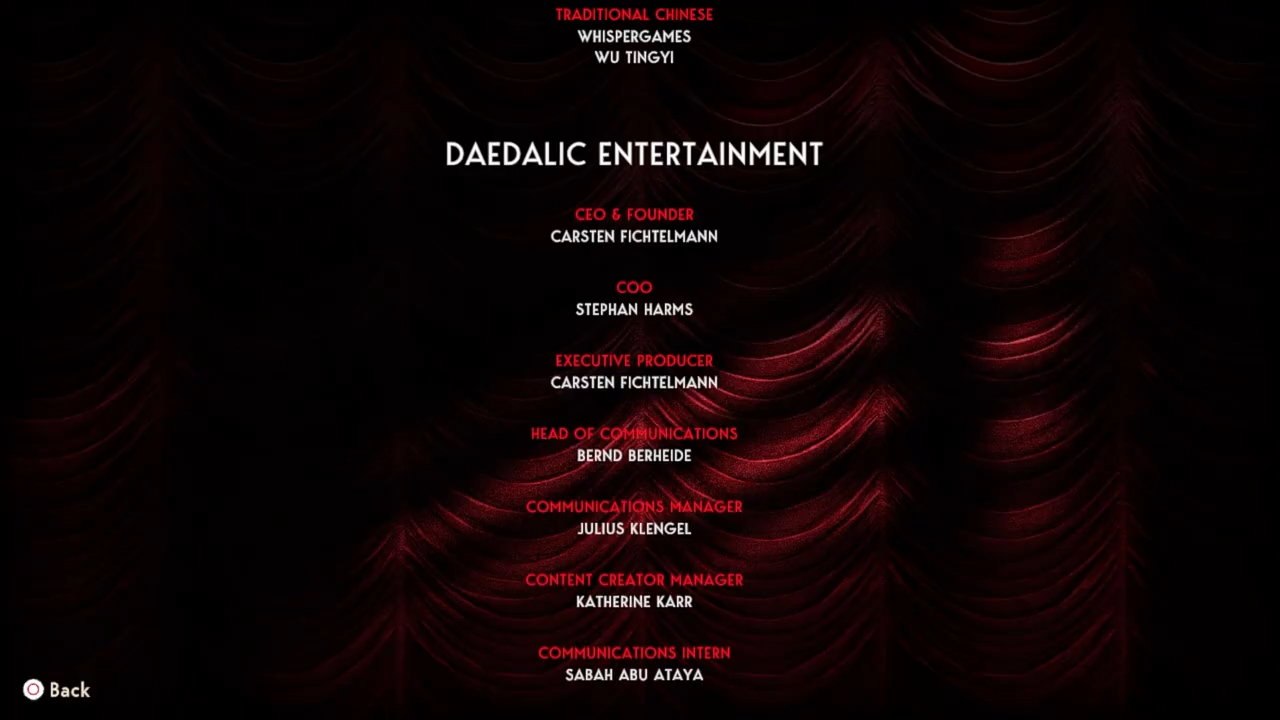 TRADITIONAL CHINESE
WHISPERGAMES
WU TINGYI
DAEDALIC ENTERTAINMENT
CEO & FOUNDER
CARSTEN FICHTELMANN
COO
STEPHAN HARMS
EXECUTIVE PRODUCER
CARSTEN FICHTELMANN
HEAD OF COMMUNICATIONS
BERND BERHEIDE
COMMUNICATIONS MANAGER
JULIUS KLENGEL
CONTENT CREATOR MANAGER
KATHERINE KARR
COMMUNICATIONS INTERN
SABAH ABU ATAYA
Back